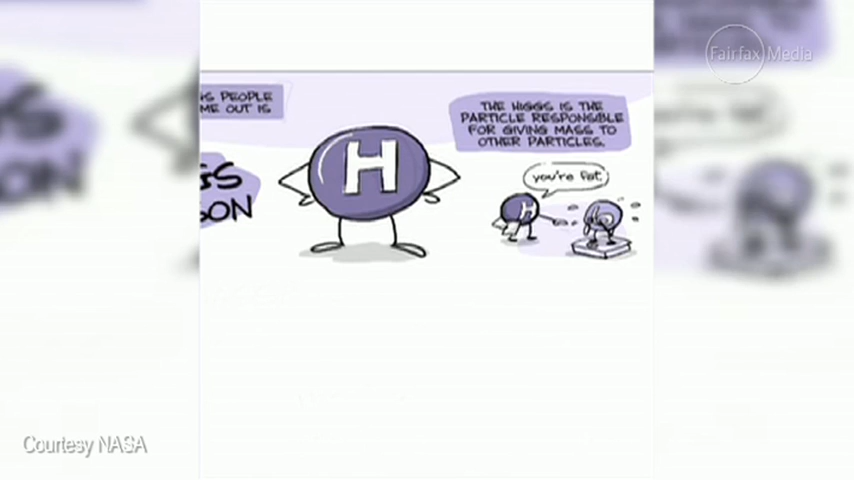 Fairfax Media
GS PEOPLE
ME OUT IS
GS
SON
H
THE HIGGS IS THE
PARTICLE RESPONSIBLE
FOR GIVING MASS TO
OTHER PARTICLES.
you're fat.
H
Courtesy NASA